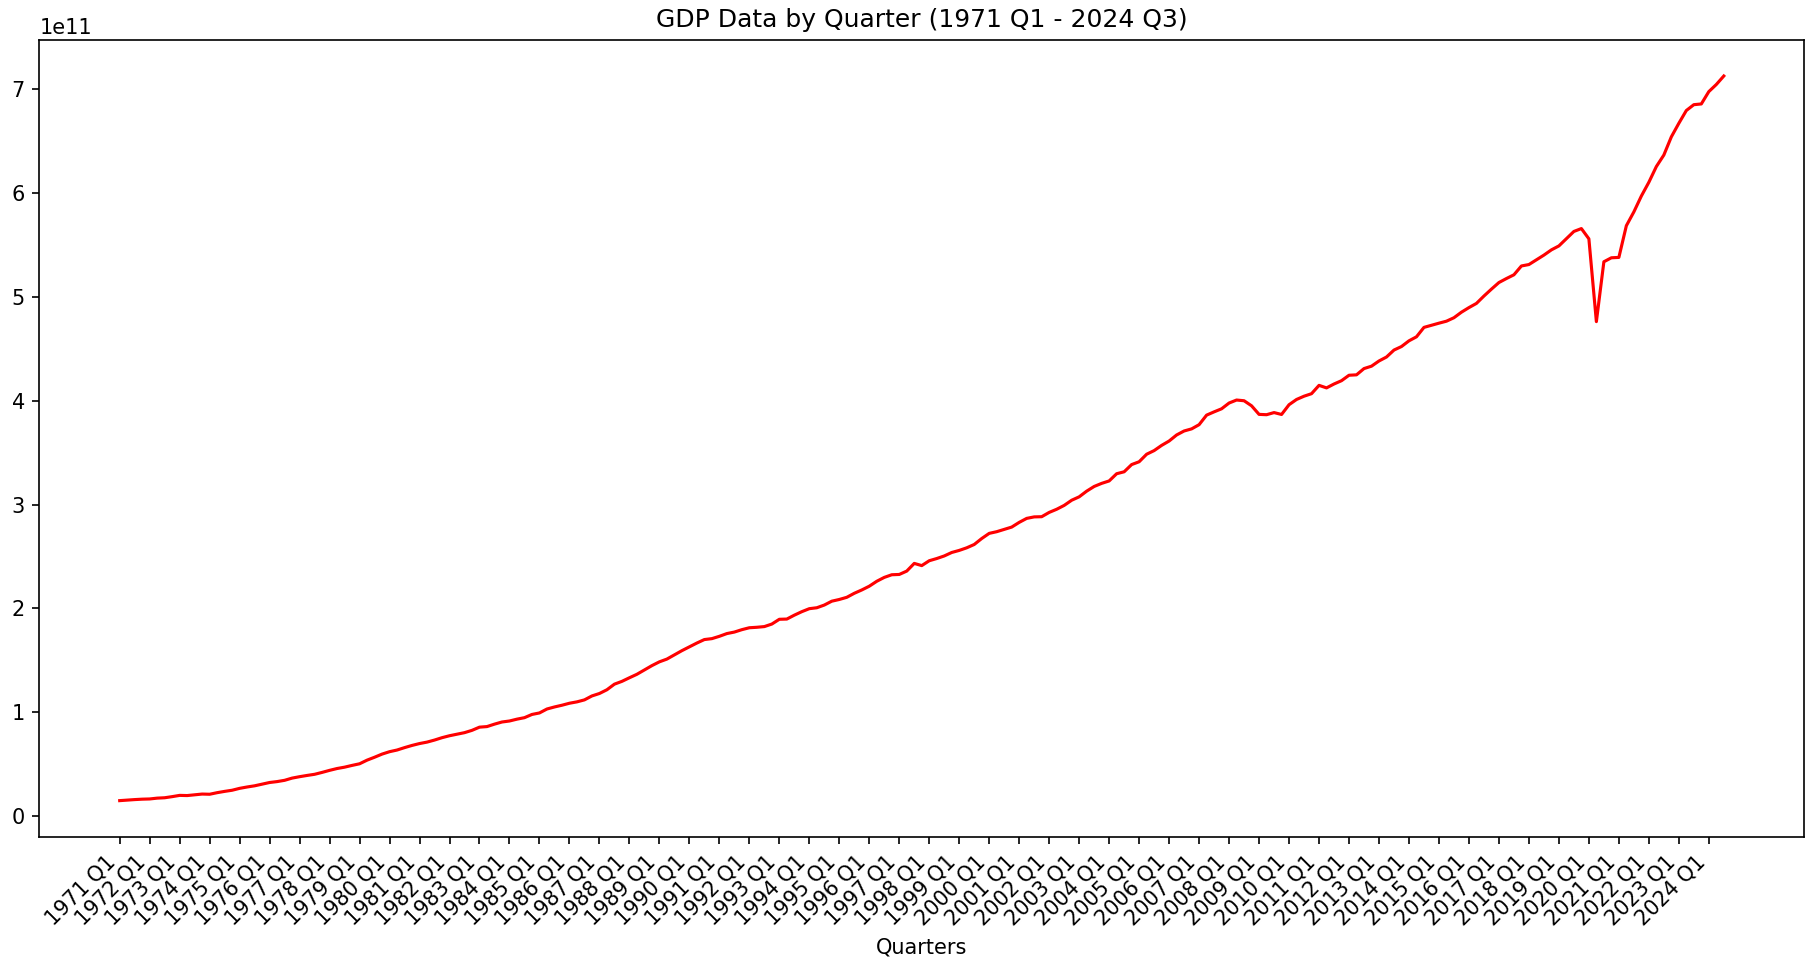 GDP Data by Quarter (1971 Q1 - 2024 Q3)
1e11
7
6
5
4
3
2
1
0
1971 Q1
1972 Q1
1973 Q1
1974 Q1
1975 Q1
1976 Q1
1977 Q1
1978 Q1
1979 Q1
1980 Q1
1981 Q1
1982 Q1
1983 Q1
1984 Q1
1985 Q1
1986 Q1
1987 Q1
1988 Q1
1989 Q1
1990 Q1
1991 Q1
1992 Q1
1993 Q1
1994 Q1
1995 Q1
1996 Q1
1997 Q1
1998 Q1
1999 Q1
2000 Q1
2001 Q1
2002 Q1
2003 Q1
2004 Q1
2005 Q1
2006 Q1
2007 Q1
2008 Q1
2009 Q1
2010 Q1
2011 Q1
2012 Q1
2013 Q1
2014 Q1
2015 Q1
2016 Q1
2017 Q1
2018 Q1
2019 Q1
2020 Q1
2021 Q1
2022 Q1
2023 Q1
2024 Q1
Quarters